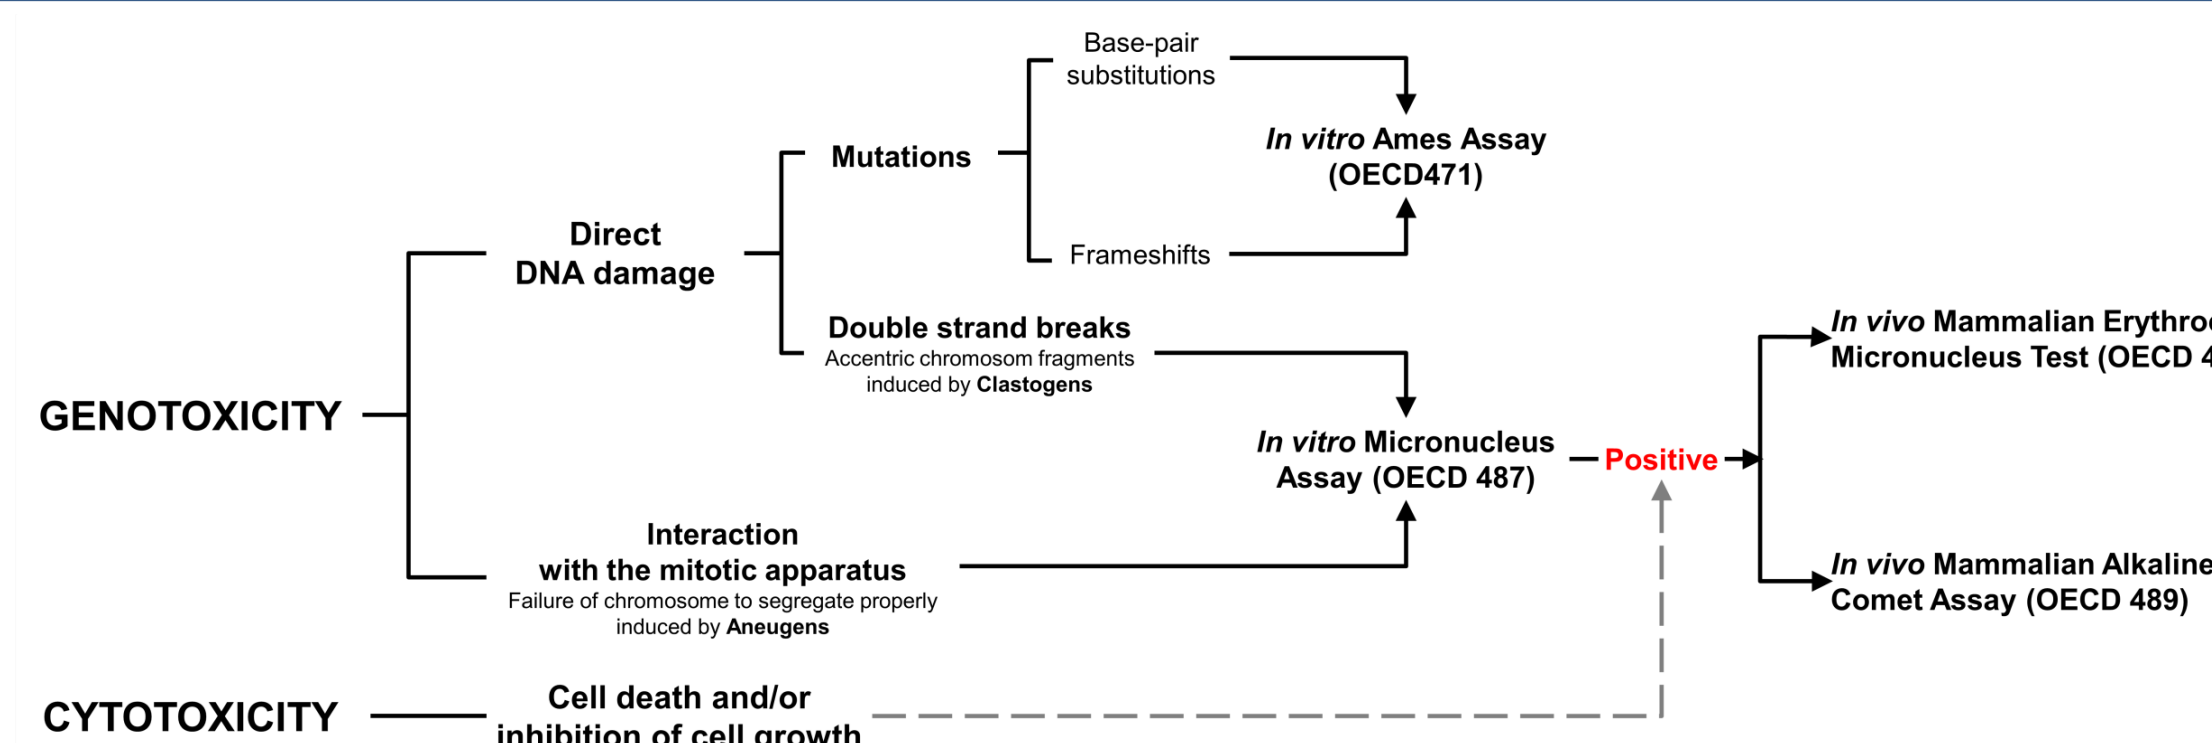 Base-pair
substitutions
In vitro Ames Assay
(OECD471)
Mutations
Frameshifts
Direct
DNA damage
Double strand breaks
Accentric chromosom fragments
induced by Clastogens
GENOTOXICITY
In vitro Micronucleus
Assay (OECD 487)
Positive
In vivo Mammalian
Micronucleus Test (OECD
In vivo Mammalian Alkaline
Comet Assay (OECD 489)
Interaction
with the mitotic apparatus
Failure of chromosome to segregate properly
induced by Aneugens
CYTOTOXICITY
Cell death and/or
inhibition of cell growth